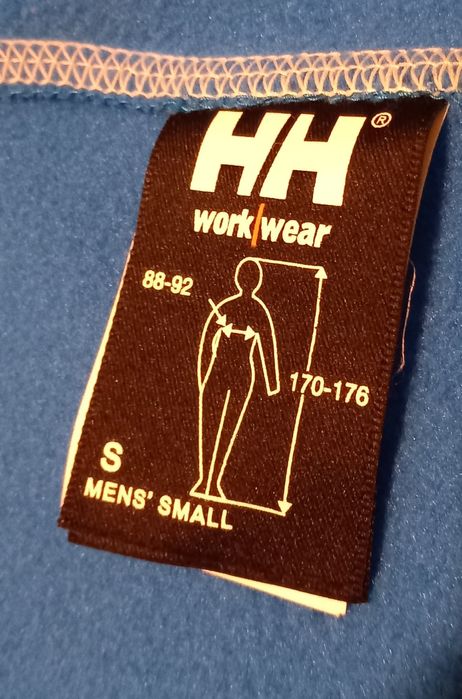 HH®
work/wear
88-92
170-176
S
MENS' SMALL